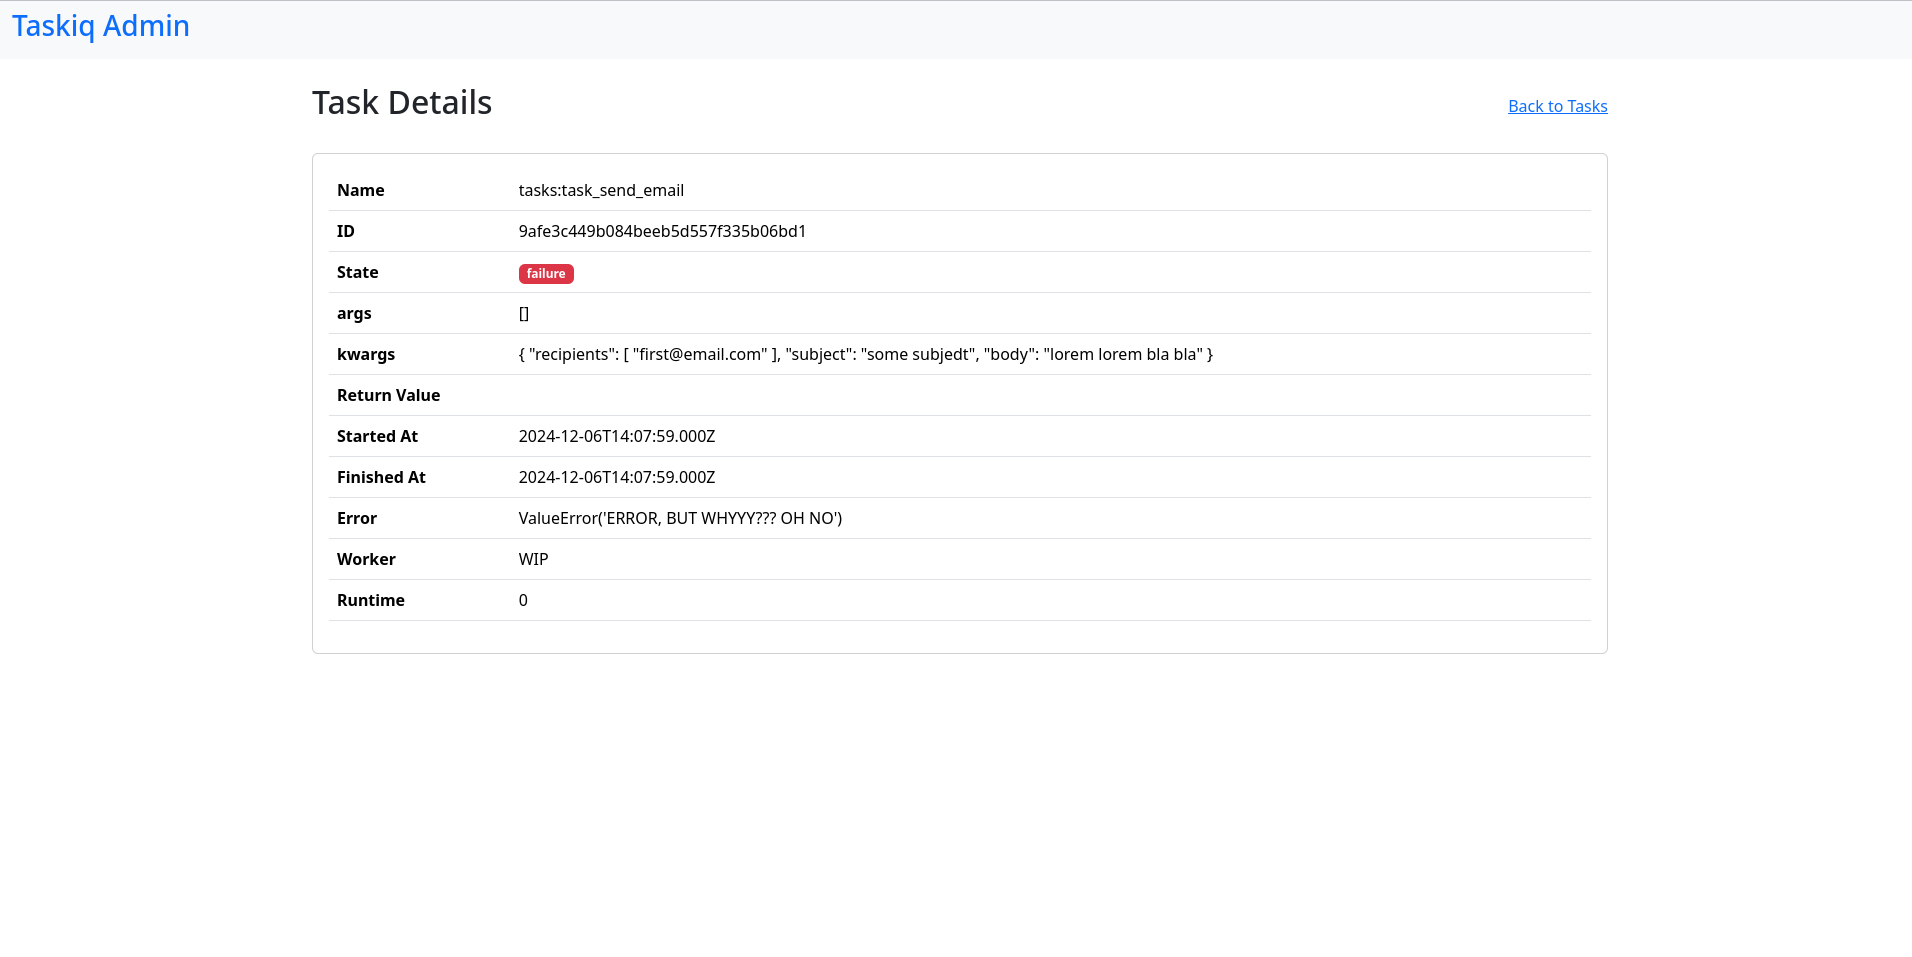 Taskiq Admin
Task Details
Back to Tasks
Name tasks:task_send_email
ID 9afe3c449b084beeb5d557f335b06bd1
State failure
args []
kwargs { "recipients": [ "first@email.com" ], "subject": "some subjedt", "body": "lorem lorem bla bla" }
Return Value
Started At 2024-12-06T14:07:59.000Z
Finished At 2024-12-06T14:07:59.000Z
Error ValueError('ERROR, BUT WHYYY??? OH NO')
Worker WIP
Runtime 0